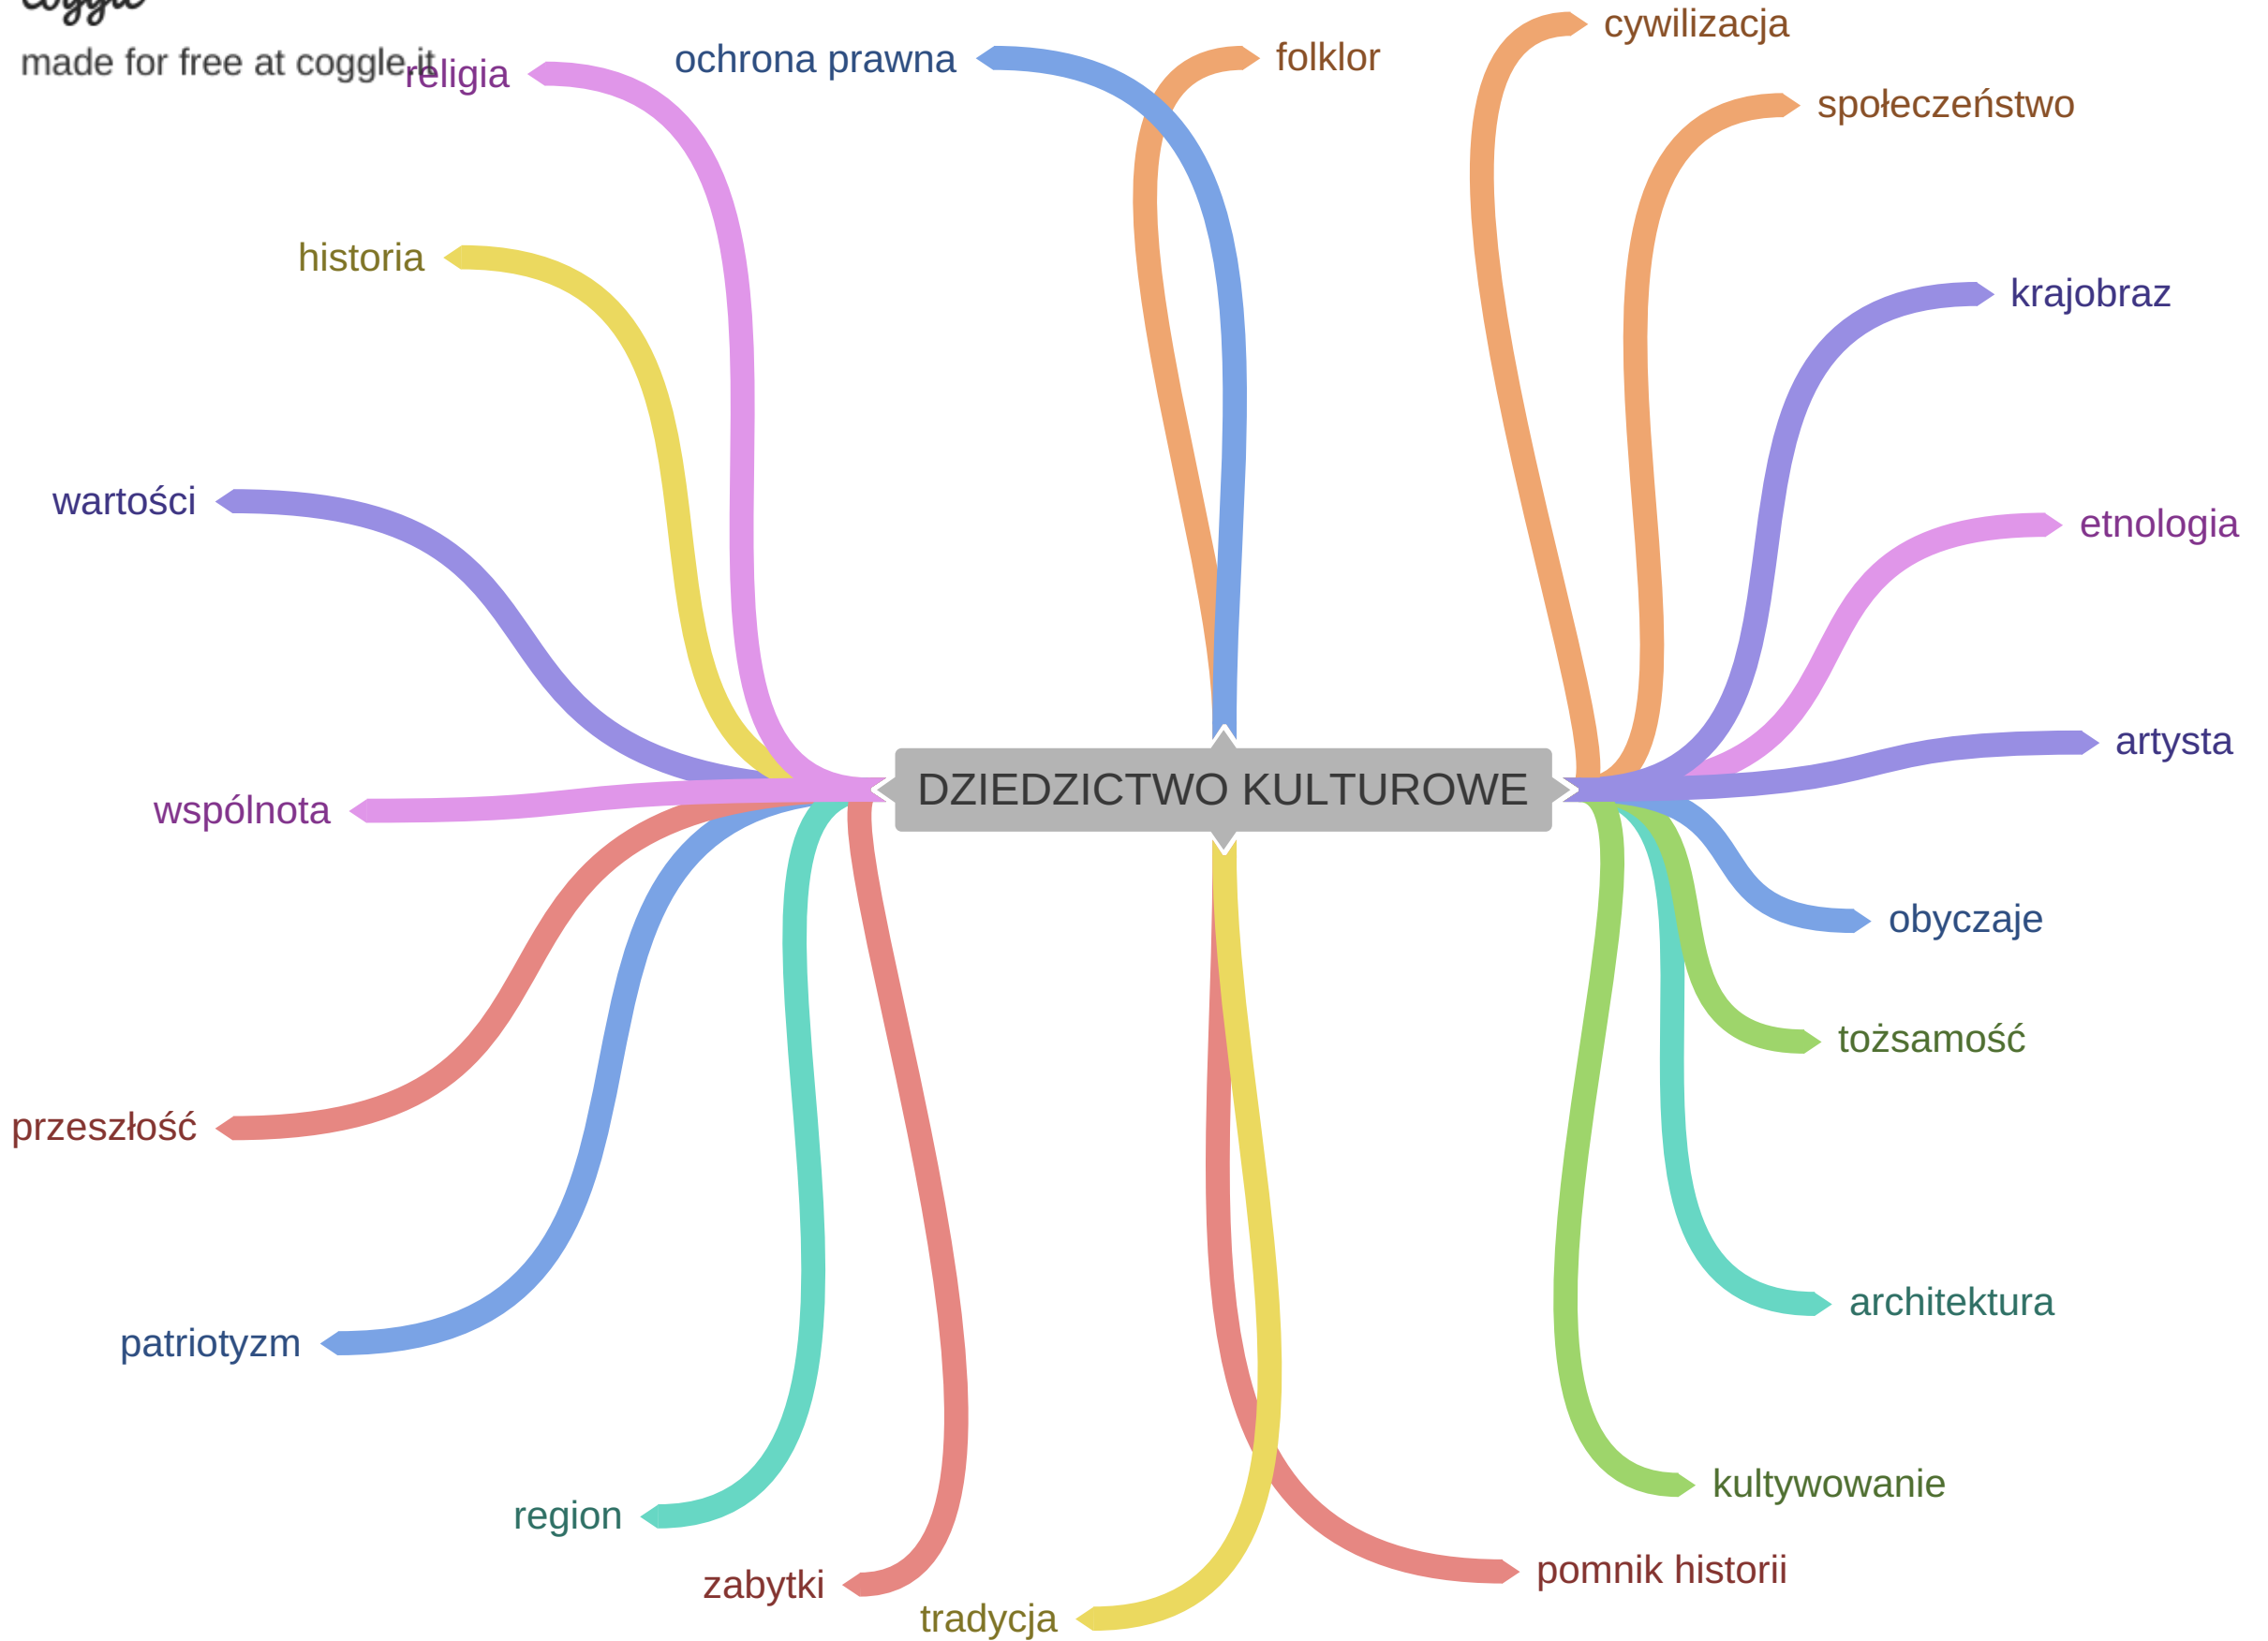 coggle
made for free at coggle.it
religia
ochrona prawna
folklor
cywilizacja
społeczeństwo
historia
krajobraz
wartości
etnologia
artysta
DZIEDZICTWO KULTUROWE
wspólnota
obyczaje
tożsamość
przeszłość
architektura
patriotyzm
kultywowanie
region
pomnik historii
zabytki
tradycja